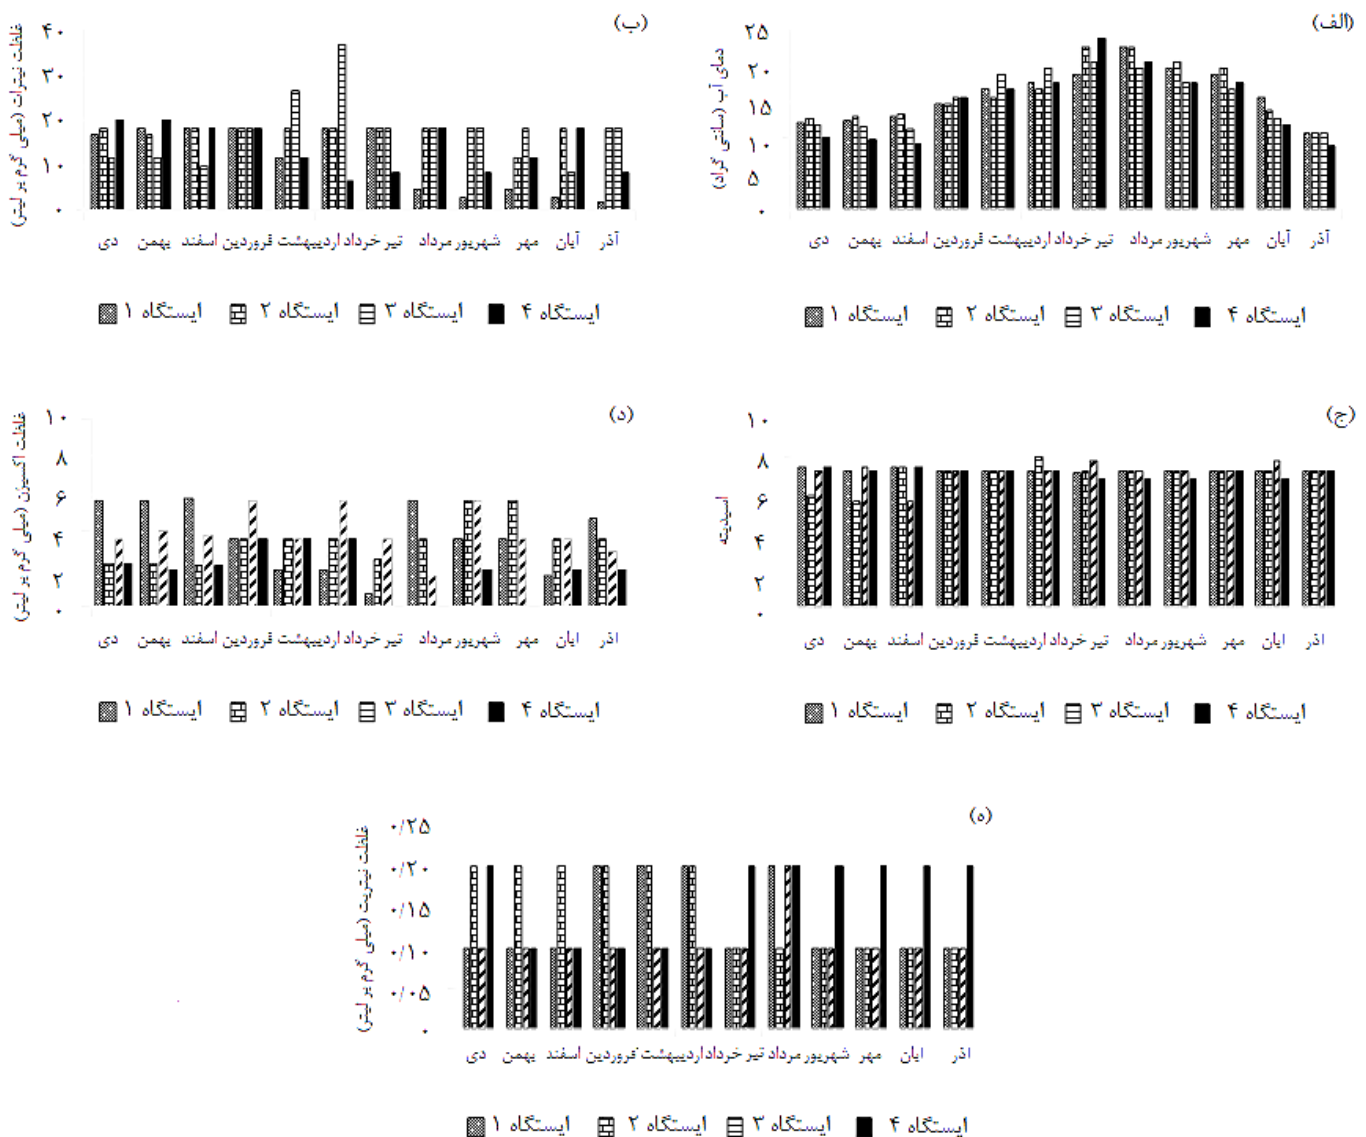 (الف)
دمای آب (سانتی گراد)
۲۵
۲۰
۱۵
۱۰
۵
۰
دی بهمن اسفند فروردین اردیبهشت خرداد تیر مرداد شهریور مهر آبان آذر
ایستگاه ۱ ایستگاه ۲ ایستگاه ۳ ایستگاه ۴
(ب)
غلظت نیترات (میلی گرم بر لیتر)
۴۰
۳۰
۲۰
۱۰
۰
دی بهمن اسفند فروردین اردیبهشت خرداد تیر مرداد شهریور مهر آبان آذر
ایستگاه ۱ ایستگاه ۲ ایستگاه ۳ ایستگاه ۴
(ج)
اسیدیته
۱۰
۸
۶
۴
۲
۰
دی بهمن اسفند فروردین اردیبهشت خرداد تیر مرداد شهریور مهر ابان اذر
ایستگاه ۱ ایستگاه ۲ ایستگاه ۳ ایستگاه ۴
(د)
غلظت اکسیژن (میلی گرم بر لیتر)
۱۰
۸
۶
۴
۲
۰
دی بهمن اسفند فروردین اردیبهشت خرداد تیر مرداد شهریور مهر ابان اذر
ایستگاه ۱ ایستگاه ۲ ایستگاه ۳ ایستگاه ۴
(ه)
غلظت نیتریت (میلی گرم بر لیتر)
۰/۲۵
۰/۲۰
۰/۱۵
۰/۱۰
۰/۰۵
۰
دی بهمن اسفند فروردین اردیبهشت خرداد تیر مرداد شهریور مهر ابان اذر
ایستگاه ۱ ایستگاه ۲ ایستگاه ۳ ایستگاه ۴